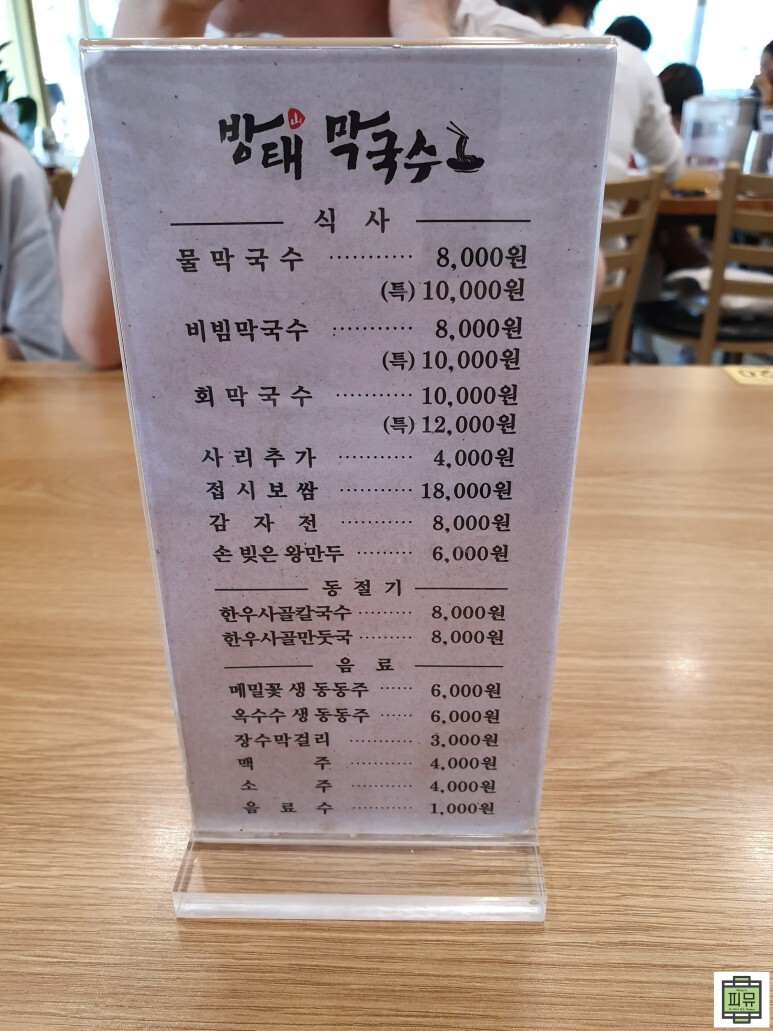 방태山 막국수
식 사
물 막 국 수 ··········· 8,000원
(특) 10,000원
비빔막국수 ··········· 8,000원
(특) 10,000원
회 막 국 수 ··········· 10,000원
(특) 12,000원
사 리 추 가 ··········· 4,000원
접 시 보 쌈 ··········· 18,000원
감 자 전 ··········· 8,000원
손 빚은 왕만두 ········· 6,000원
동 절 기
한우사골칼국수 ········· 8,000원
한우사골만둣국 ········· 8,000원
음 료
메밀꽃 생 동동주 ······ 6,000원
옥수수 생 동동주 ······ 6,000원
장수막걸리 ··········· 3,000원
맥 주 ··········· 4,000원
소 주 ··········· 4,000원
음 료 수 ··········· 1,000원
피뮤